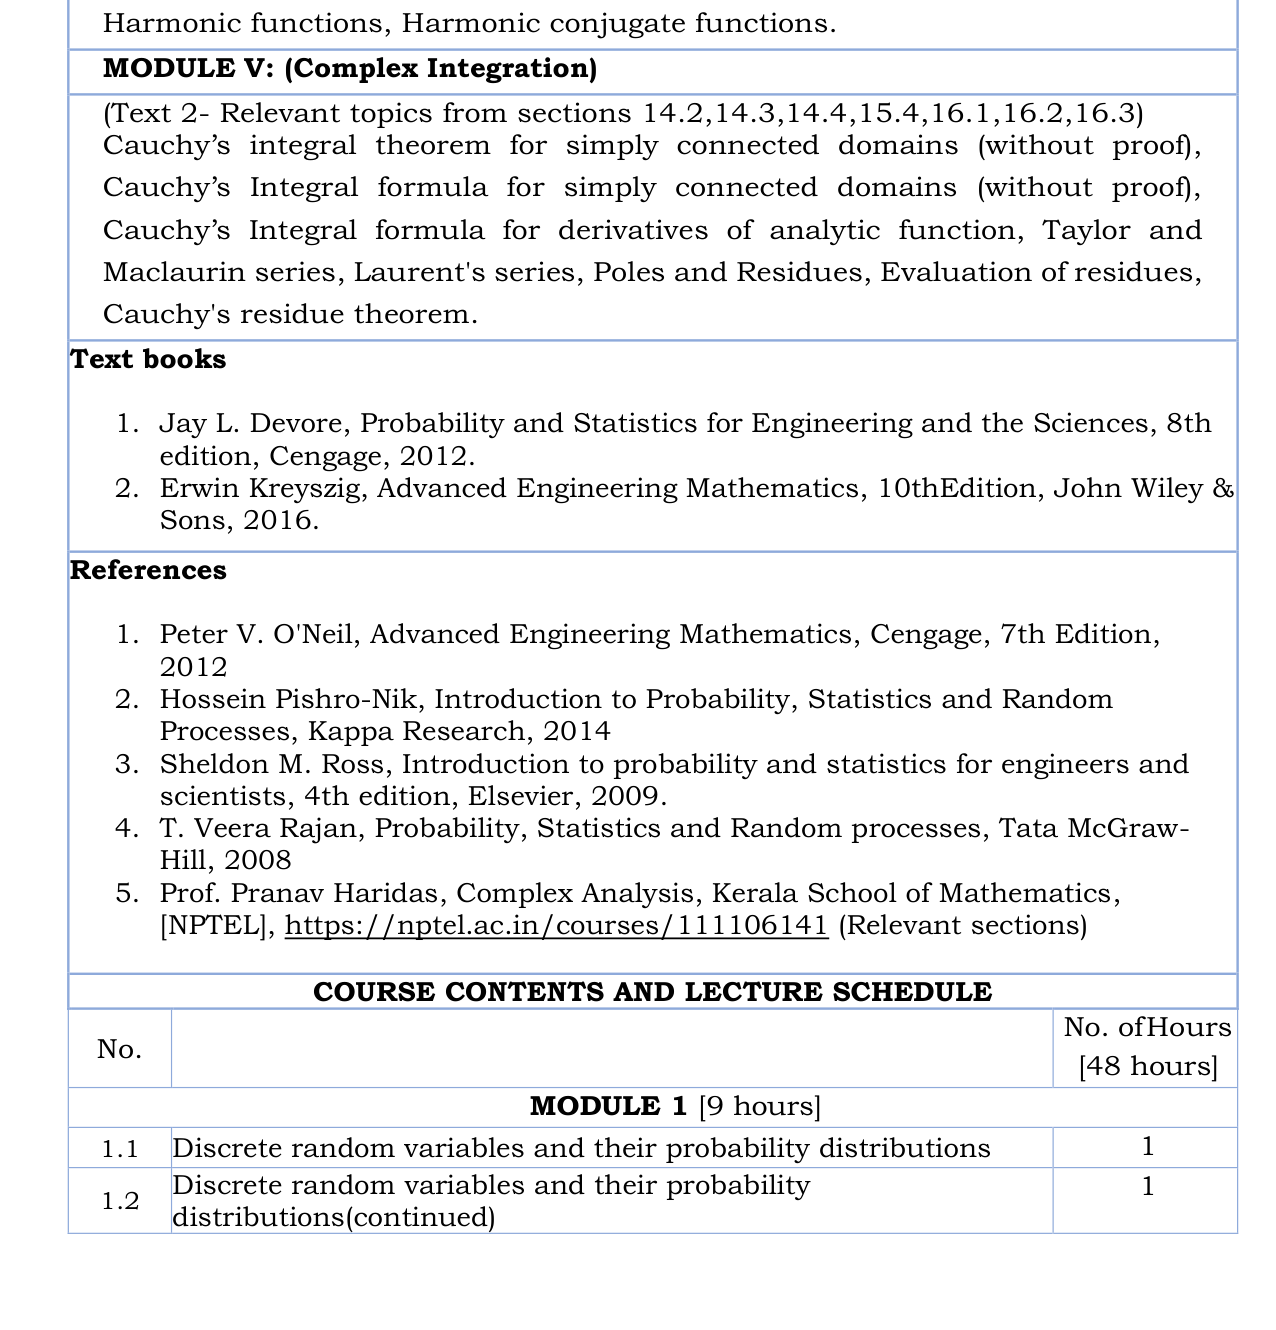 Harmonic functions, Harmonic conjugate functions.
MODULE V: (Complex Integration)
(Text 2- Relevant topics from sections 14.2,14.3,14.4,15.4,16.1,16.2,16.3)
Cauchy’s integral theorem for simply connected domains (without proof),
Cauchy’s Integral formula for simply connected domains (without proof),
Cauchy’s Integral formula for derivatives of analytic function, Taylor and
Maclaurin series, Laurent's series, Poles and Residues, Evaluation of residues,
Cauchy's residue theorem.
Text books
1. Jay L. Devore, Probability and Statistics for Engineering and the Sciences, 8th
edition, Cengage, 2012.
2. Erwin Kreyszig, Advanced Engineering Mathematics, 10thEdition, John Wiley &
Sons, 2016.
References
1. Peter V. O'Neil, Advanced Engineering Mathematics, Cengage, 7th Edition,
2012
2. Hossein Pishro-Nik, Introduction to Probability, Statistics and Random
Processes, Kappa Research, 2014
3. Sheldon M. Ross, Introduction to probability and statistics for engineers and
scientists, 4th edition, Elsevier, 2009.
4. T. Veera Rajan, Probability, Statistics and Random processes, Tata McGraw-
Hill, 2008
5. Prof. Pranav Haridas, Complex Analysis, Kerala School of Mathematics,
[NPTEL], https://nptel.ac.in/courses/111106141 (Relevant sections)
COURSE CONTENTS AND LECTURE SCHEDULE
No.
No. ofHours
[48 hours]
MODULE 1 [9 hours]
1.1 Discrete random variables and their probability distributions 1
1.2 Discrete random variables and their probability 1
distributions(continued)